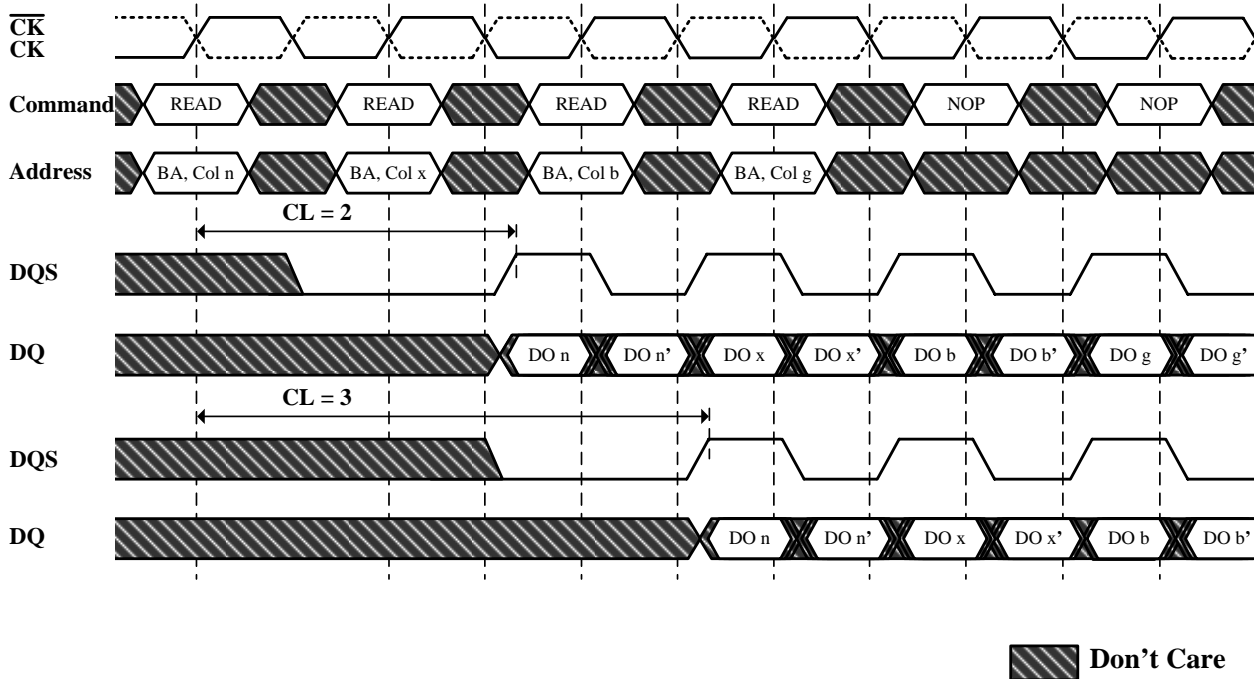 CK
CK
Command READ READ READ READ NOP NOP
Address BA, Col n BA, Col x BA, Col b BA, Col g
CL = 2
DQS
DQ DO n DO n’ DO x DO x’ DO b DO b’ DO g DO g’
CL = 3
DQS
DQ DO n DO n’ DO x DO x’ DO b DO b’
Don't Care